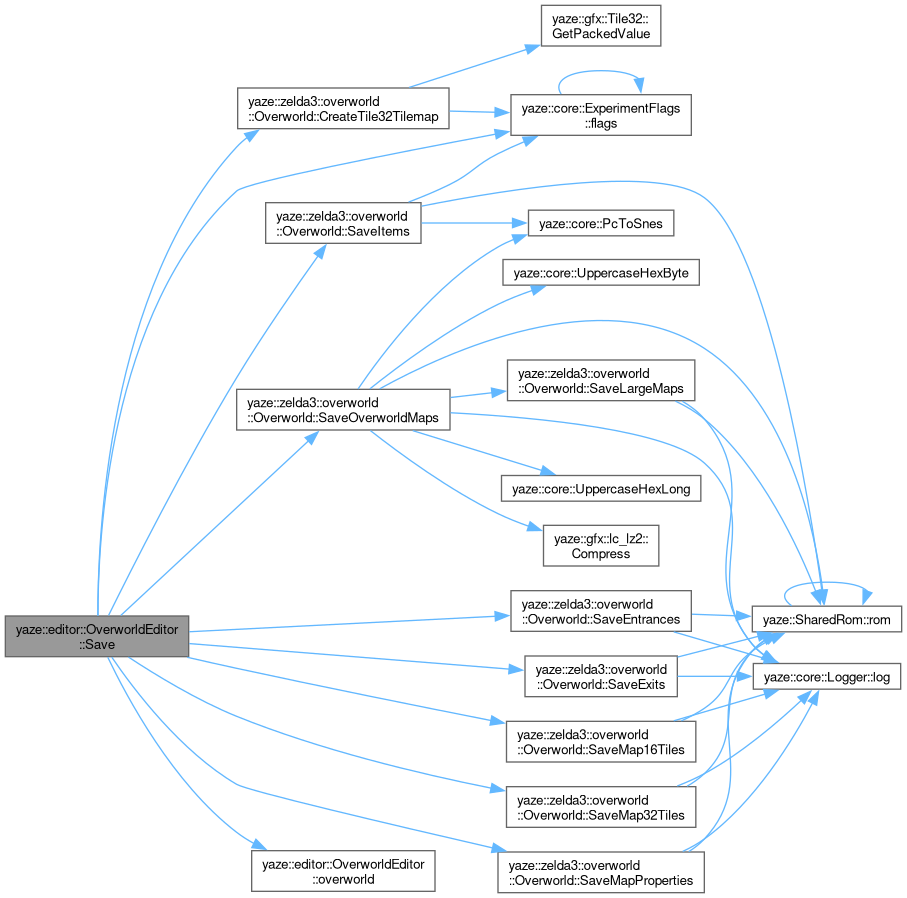 yaze::gfx::Tile32::
GetPackedValue
yaze::zelda3::overworld
::Overworld::CreateTile32Tilemap
yaze::core::ExperimentFlags
::flags
yaze::zelda3::overworld
::Overworld::SaveItems
yaze::core::PcToSnes
yaze::core::UppercaseHexByte
yaze::zelda3::overworld
::Overworld::SaveLargeMaps
yaze::zelda3::overworld
::Overworld::SaveOverworldMaps
yaze::core::UppercaseHexLong
yaze::gfx::lc_lz2::
Compress
yaze::editor::OverworldEditor
::Save
yaze::zelda3::overworld
::Overworld::SaveEntrances
yaze::SharedRom::rom
yaze::zelda3::overworld
::Overworld::SaveExits
yaze::core::Logger::log
yaze::zelda3::overworld
::Overworld::SaveMap16Tiles
yaze::zelda3::overworld
::Overworld::SaveMap32Tiles
yaze::editor::OverworldEditor
::overworld
yaze::zelda3::overworld
::Overworld::SaveMapProperties